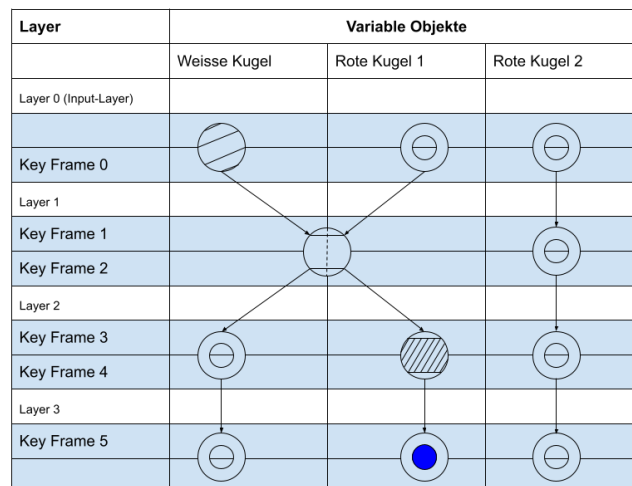 Layer Variable Objekte
Weisse Kugel Rote Kugel 1 Rote Kugel 2
Layer 0 (Input-Layer)
Key Frame 0
Layer 1
Key Frame 1
Key Frame 2
Layer 2
Key Frame 3
Key Frame 4
Layer 3
Key Frame 5